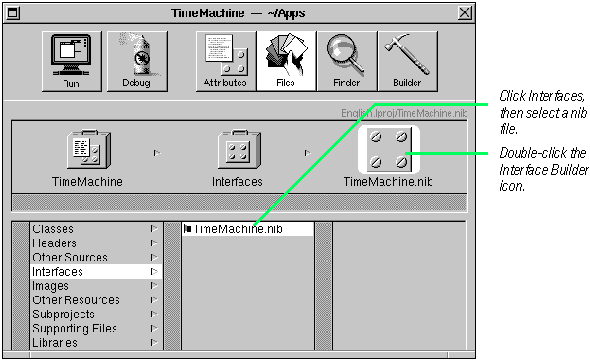 TimeMachine — ~/Apps
Run
Debug
Attributes
Files
Finder
Builder
English.lproj/TimeMachine.nib
TimeMachine
Interfaces
TimeMachine.nib
Classes
Headers
Other Sources
Interfaces
Images
Other Resources
Subprojects
Supporting Files
Libraries
TimeMachine.nib
Click Interfaces,
then select a nib
file.
Double-click the
Interface Builder
icon.